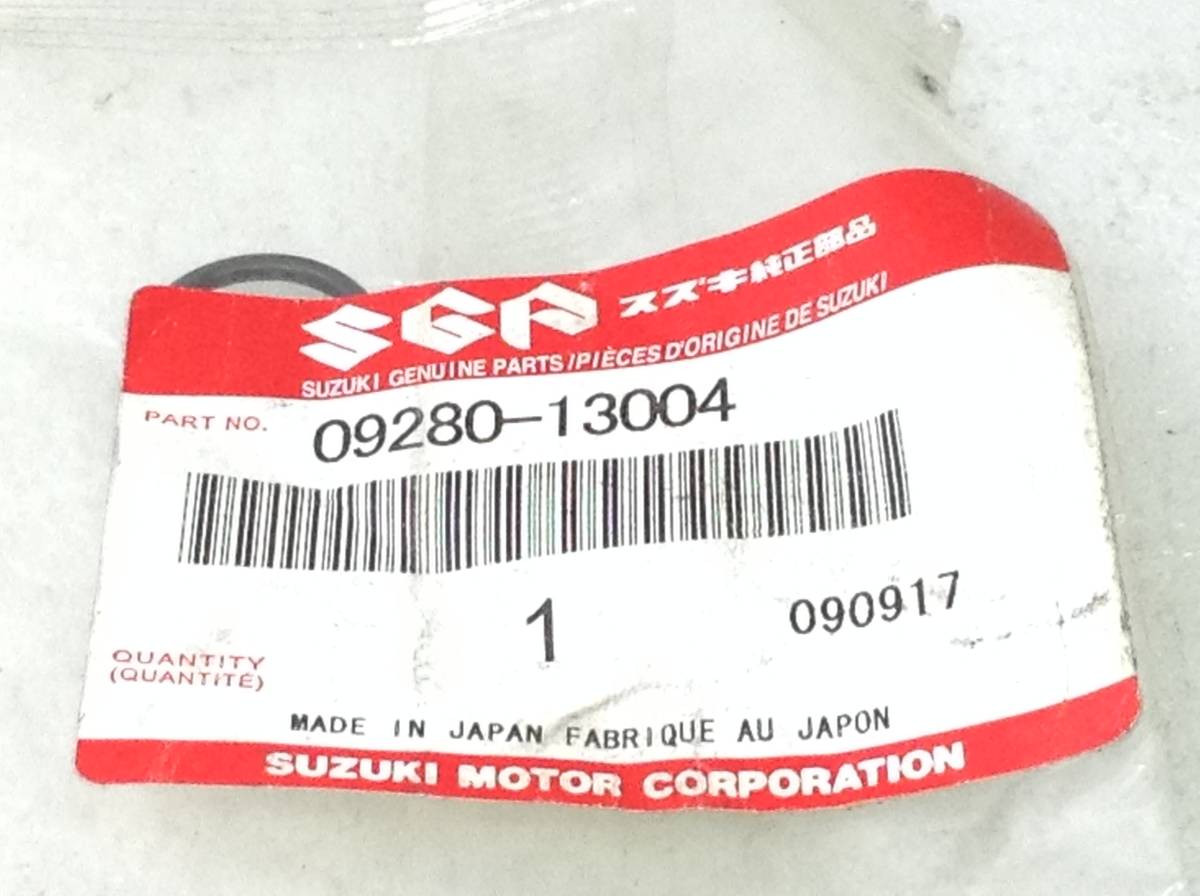 SGP スズキ純正部品
SUZUKI GENUINE PARTS/PIÈCES D'ORIGINE DE SUZUKI
PART NO. 09280-13004
1 090917
QUANTITY
(QUANTITÉ)
MADE IN JAPAN FABRIQUE AU JAPON
SUZUKI MOTOR CORPORATION